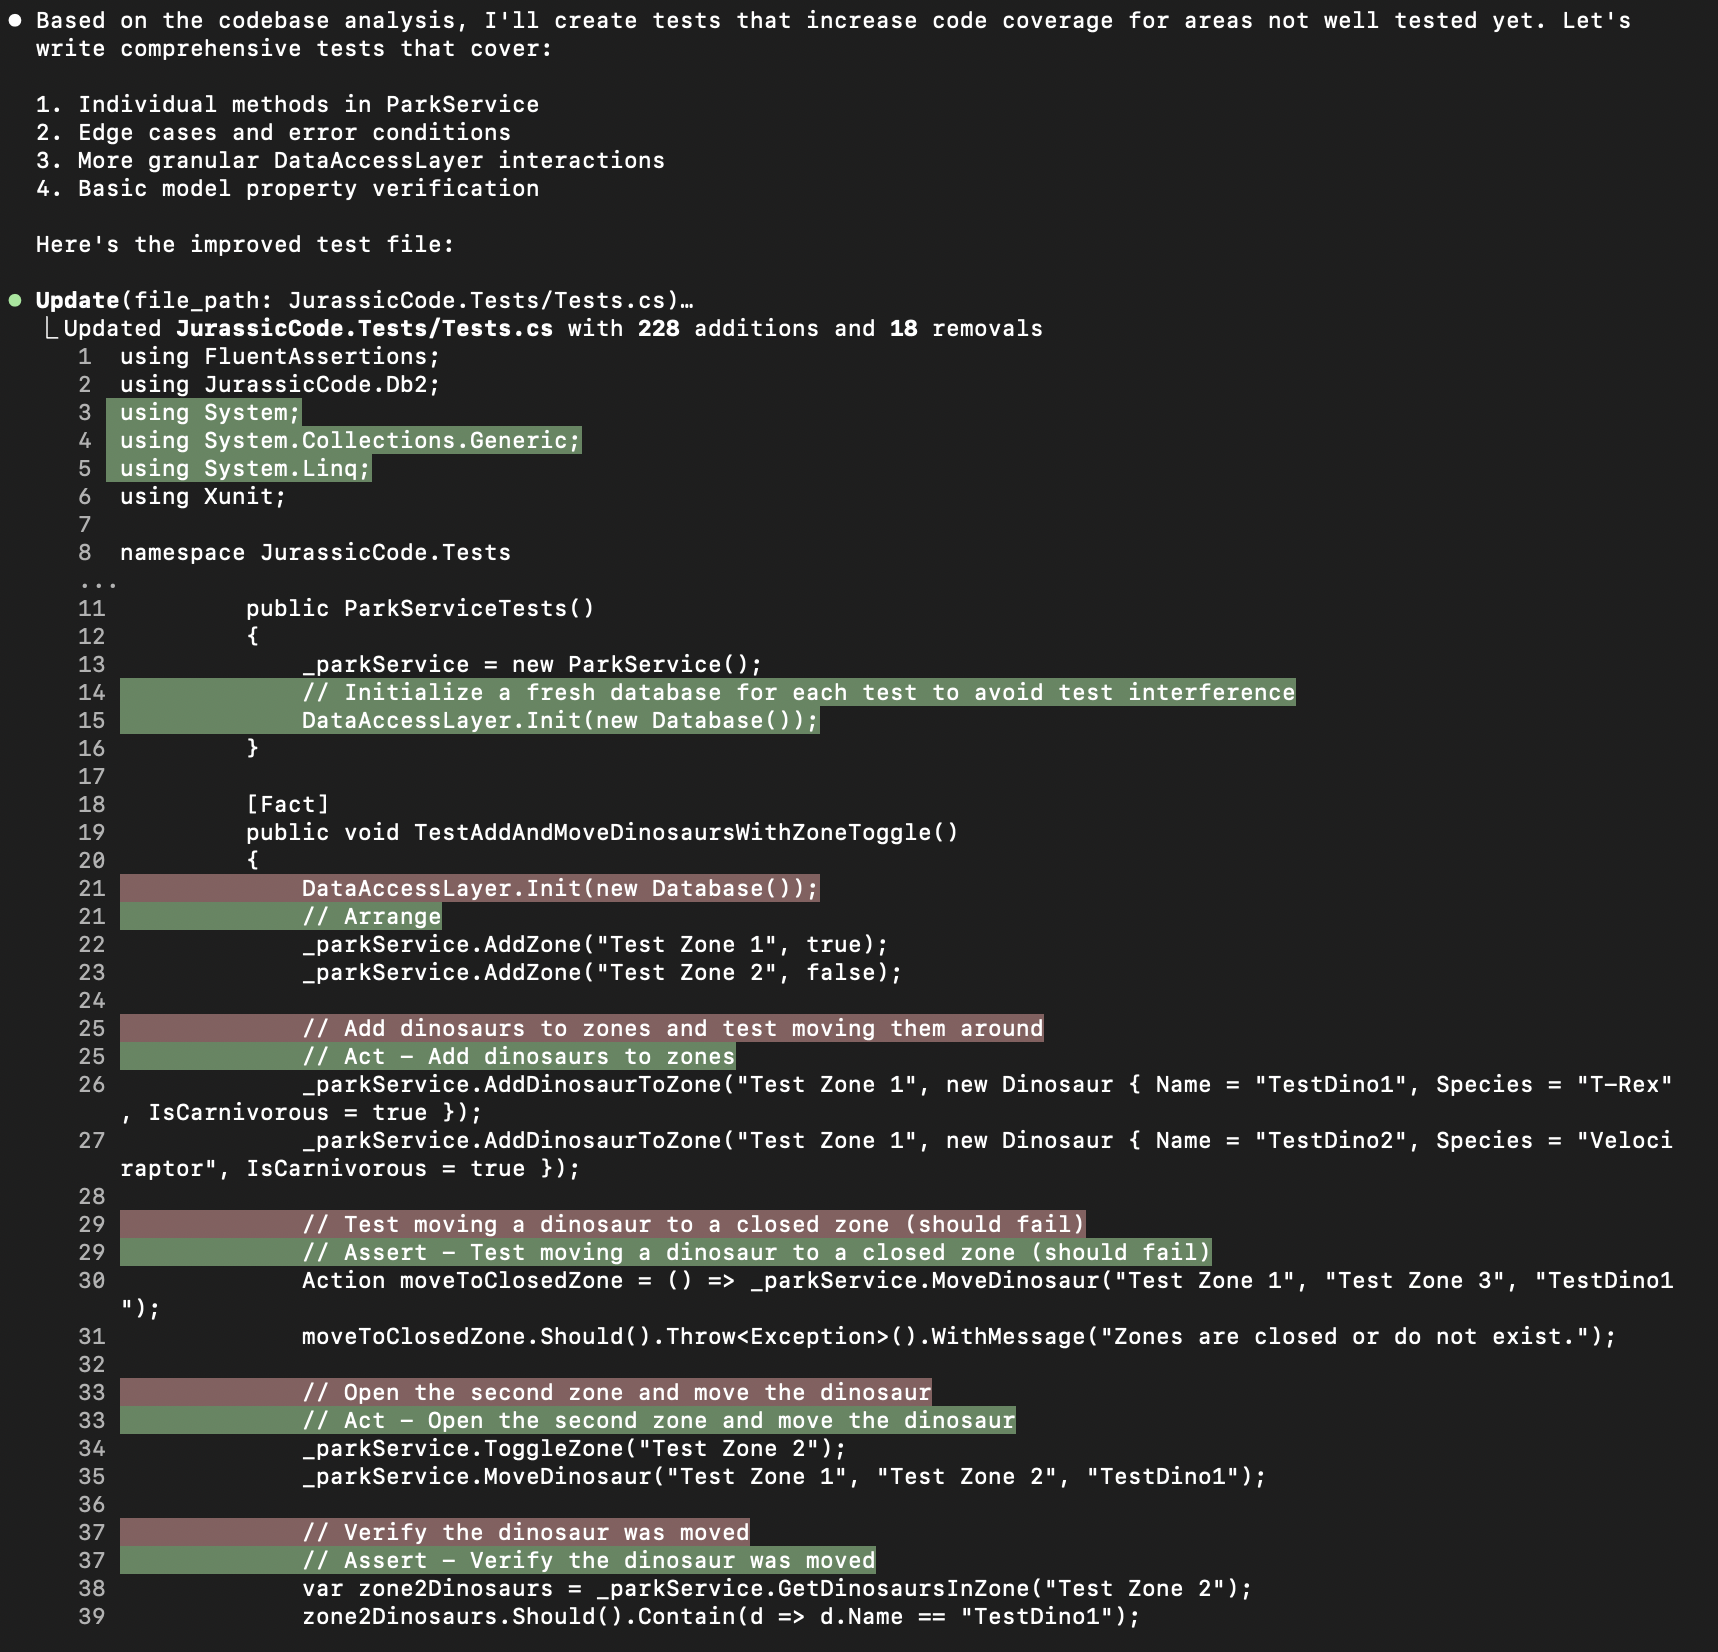 ● Based on the codebase analysis, I'll create tests that increase code coverage for areas not well tested yet. Let's
write comprehensive tests that cover:

1. Individual methods in ParkService
2. Edge cases and error conditions
3. More granular DataAccessLayer interactions
4. Basic model property verification

Here's the improved test file:

● Update(file_path: JurassicCode.Tests/Tests.cs)…
⎿ Updated JurassicCode.Tests/Tests.cs with 228 additions and 18 removals
1 using FluentAssertions;
2 using JurassicCode.Db2;
3 using System;
4 using System.Collections.Generic;
5 using System.Linq;
6 using Xunit;
7
8 namespace JurassicCode.Tests
...
11 public ParkServiceTests()
12 {
13 _parkService = new ParkService();
14 // Initialize a fresh database for each test to avoid test interference
15 DataAccessLayer.Init(new Database());
16 }
17
18 [Fact]
19 public void TestAddAndMoveDinosaursWithZoneToggle()
20 {
21 DataAccessLayer.Init(new Database());
21 // Arrange
22 _parkService.AddZone("Test Zone 1", true);
23 _parkService.AddZone("Test Zone 2", false);
24
25 // Add dinosaurs to zones and test moving them around
25 // Act – Add dinosaurs to zones
26 _parkService.AddDinosaurToZone("Test Zone 1", new Dinosaur { Name = "TestDino1", Species = "T-Rex"
, IsCarnivorous = true });
27 _parkService.AddDinosaurToZone("Test Zone 1", new Dinosaur { Name = "TestDino2", Species = "Veloci
raptor", IsCarnivorous = true });
28
29 // Test moving a dinosaur to a closed zone (should fail)
29 // Assert – Test moving a dinosaur to a closed zone (should fail)
30 Action moveToClosedZone = () => _parkService.MoveDinosaur("Test Zone 1", "Test Zone 3", "TestDino1
");
31 moveToClosedZone.Should().Throw<Exception>().WithMessage("Zones are closed or do not exist.");
32
33 // Open the second zone and move the dinosaur
33 // Act – Open the second zone and move the dinosaur
34 _parkService.ToggleZone("Test Zone 2");
35 _parkService.MoveDinosaur("Test Zone 1", "Test Zone 2", "TestDino1");
36
37 // Verify the dinosaur was moved
37 // Assert – Verify the dinosaur was moved
38 var zone2Dinosaurs = _parkService.GetDinosaursInZone("Test Zone 2");
39 zone2Dinosaurs.Should().Contain(d => d.Name == "TestDino1");